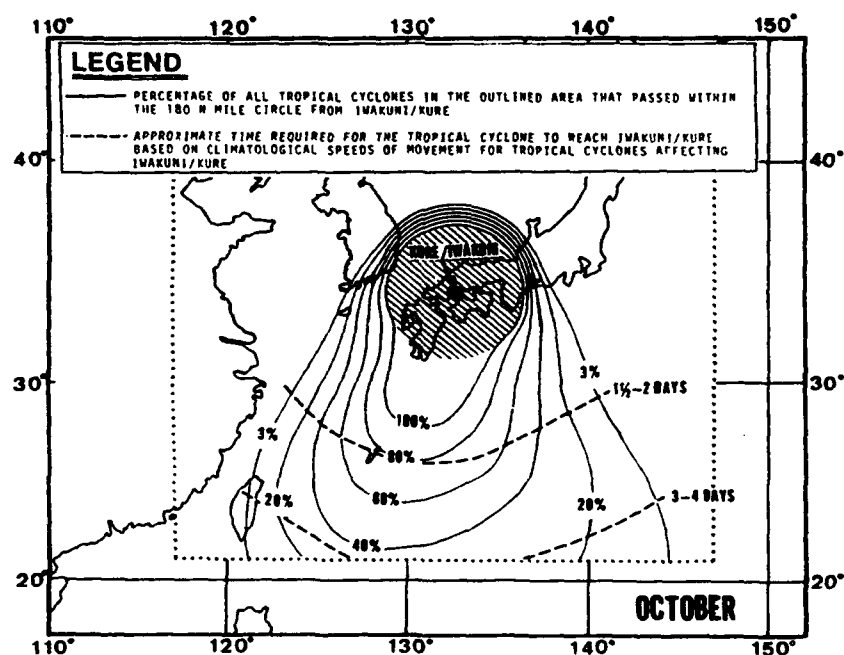 110° 120° 130° 140° 150°
LEGEND
PERCENTAGE OF ALL TROPICAL CYCLONES IN THE OUTLINED AREA THAT PASSED WITHIN
THE 180 N MILE CIRCLE FROM IWAKUNI/KURE
APPROXIMATE TIME REQUIRED FOR THE TROPICAL CYCLONE TO REACH IWAKUNI/KURE
BASED ON CLIMATOLOGICAL SPEEDS OF MOVEMENT FOR TROPICAL CYCLONES AFFECTING
IWAKUNI/KURE
40° 40°
KURE/IWAKUNI
3%
30° 1½-2 DAYS 30°
100%
3%
80%
60% 3-4 DAYS
20% 20%
40%
20° 20°
OCTOBER
110° 120° 130° 140° 150°